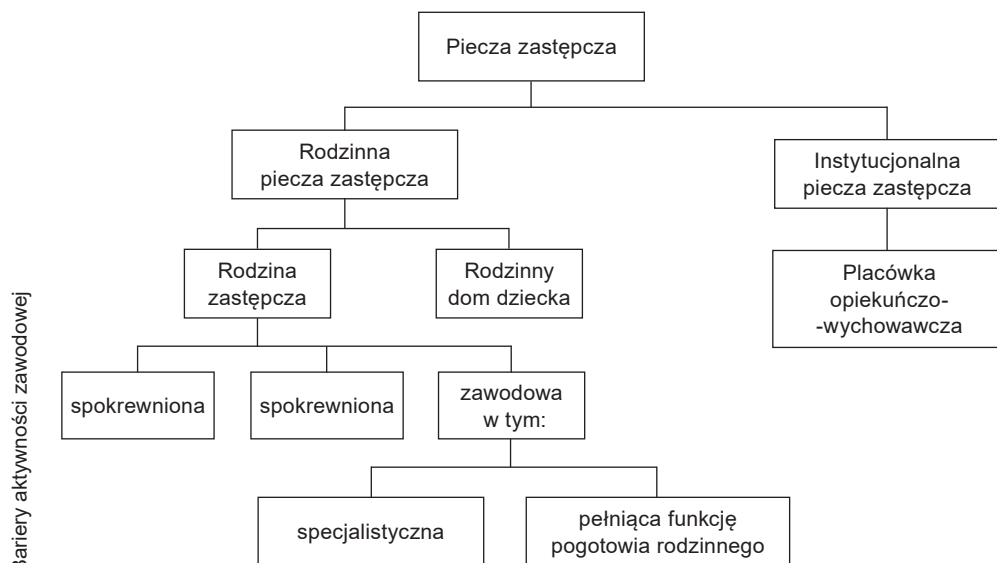 Piecza zastępcza
Rodzinna
piecza zastępcza
Instytucjonalna
piecza zastępcza
Rodzina
zastępcza
Rodzinny
dom dziecka
Placówka
opiekuńczo-
-wychowawcza
spokrewniona
spokrewniona
zawodowa
w tym:
specjalistyczna
pełniąca funkcję
pogotowia rodzinnego
Bariery aktywności zawodowej